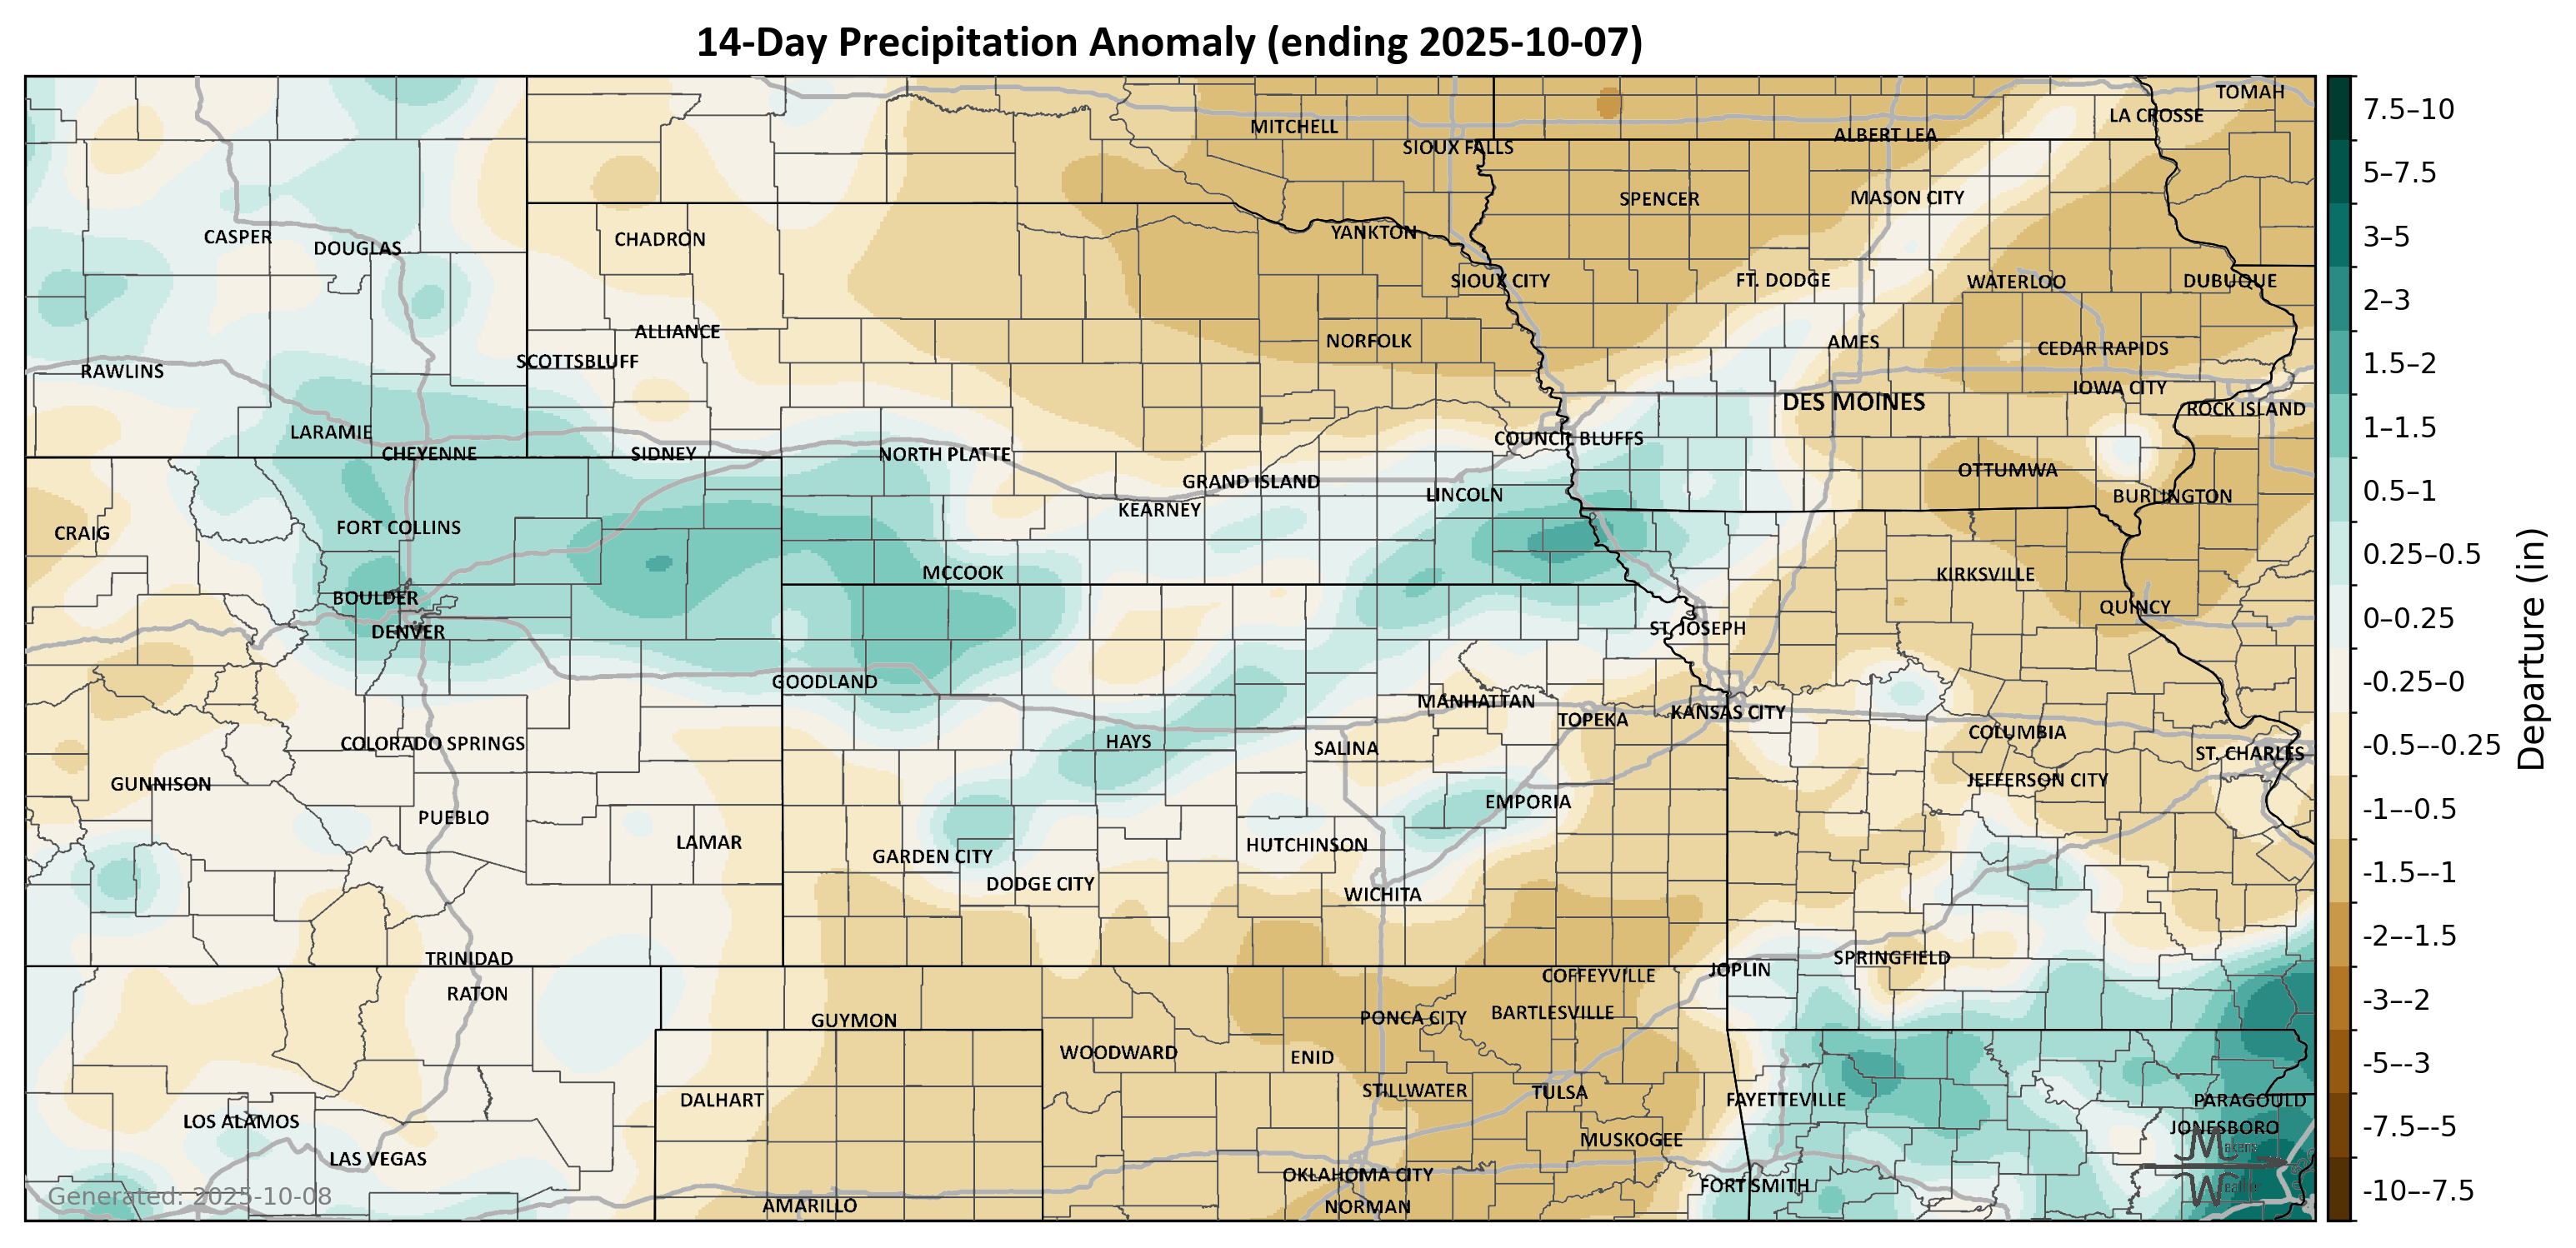 14-Day Precipitation Anomaly (ending 2025-10-07)
TOMAH
LA CROSSE
MITCHELL
ALBERT LEA
SIOUX FALLS
SPENCER
MASON CITY
CASPER
DOUGLAS
CHADRON
YANKTON
SIOUX CITY
FT. DODGE
WATERLOO
DUBUQUE
ALLIANCE
NORFOLK
AMES
CEDAR RAPIDS
SCOTTSBLUFF
RAWLINS
IOWA CITY
DES MOINES
ROCK ISLAND
LARAMIE
COUNCIL BLUFFS
CHEYENNE
SIDNEY
NORTH PLATTE
OTTUMWA
GRAND ISLAND
LINCOLN
BURLINGTON
KEARNEY
CRAIG
FORT COLLINS
MCCOOK
KIRKSVILLE
BOULDER
QUINCY
DENVER
ST. JOSEPH
GOODLAND
MANHATTAN
KANSAS CITY
TOPEKA
COLUMBIA
COLORADO SPRINGS
HAYS
SALINA
ST. CHARLES
GUNNISON
JEFFERSON CITY
EMPORIA
PUEBLO
LAMAR
HUTCHINSON
GARDEN CITY
DODGE CITY
WICHITA
TRINIDAD
SPRINGFIELD
JOPLIN
COFFEYVILLE
RATON
BARTLESVILLE
PONCA CITY
GUYMON
WOODWARD
ENID
STILLWATER
TULSA
DALHART
FAYETTEVILLE
PARAGOULD
LOS ALAMOS
JONESBORO
MUSKOGEE
LAS VEGAS
OKLAHOMA CITY
FORT SMITH
AMARILLO
NORMAN
Generated: 2025-10-08
7.5–10
5–7.5
3–5
2–3
1.5–2
1–1.5
0.5–1
0.25–0.5
0–0.25
-0.25–0
-0.5–-0.25
-1–-0.5
-1.5–-1
-2–-1.5
-3–-2
-5–-3
-7.5–-5
-10–-7.5
Departure (in)